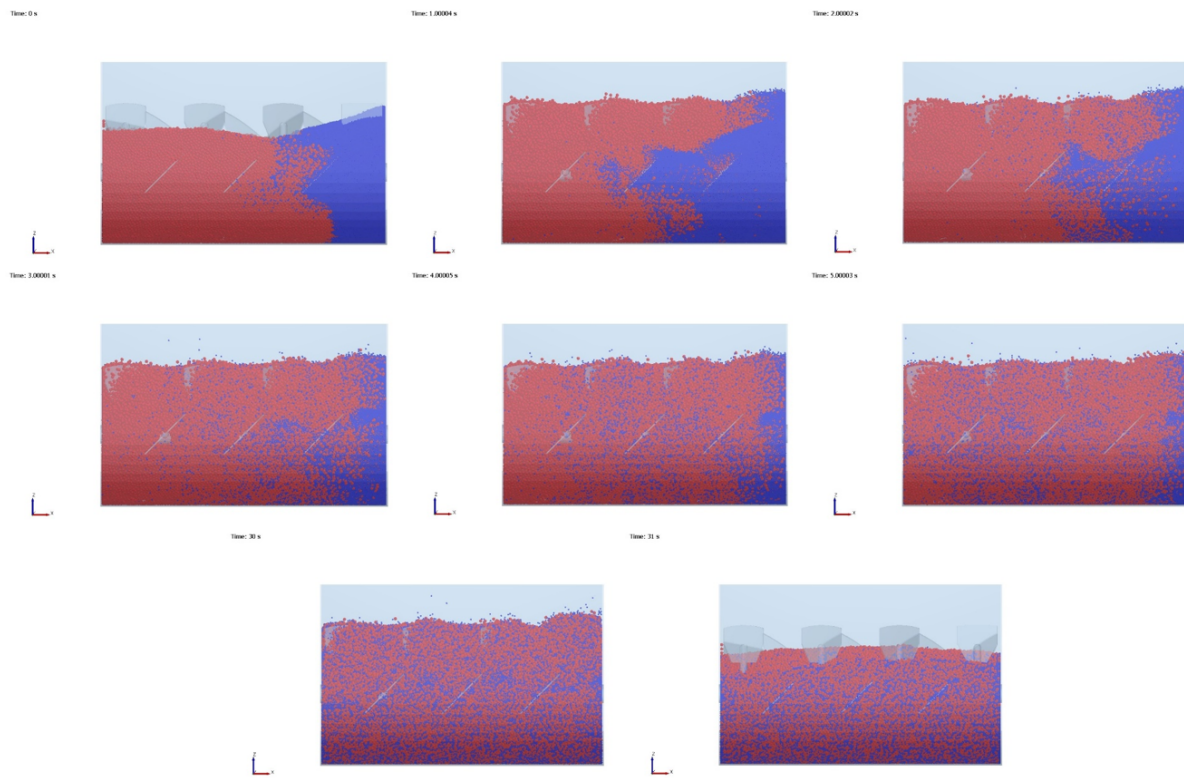 Time: 0 s
Time: 1.00004 s
Time: 2.00002 s
Z
X
Z
X
Z
X
Time: 3.00001 s
Time: 4.00005 s
Time: 5.00003 s
Z
X
Z
X
Z
X
Time: 30 s
Time: 31 s
Z
X
Z
X